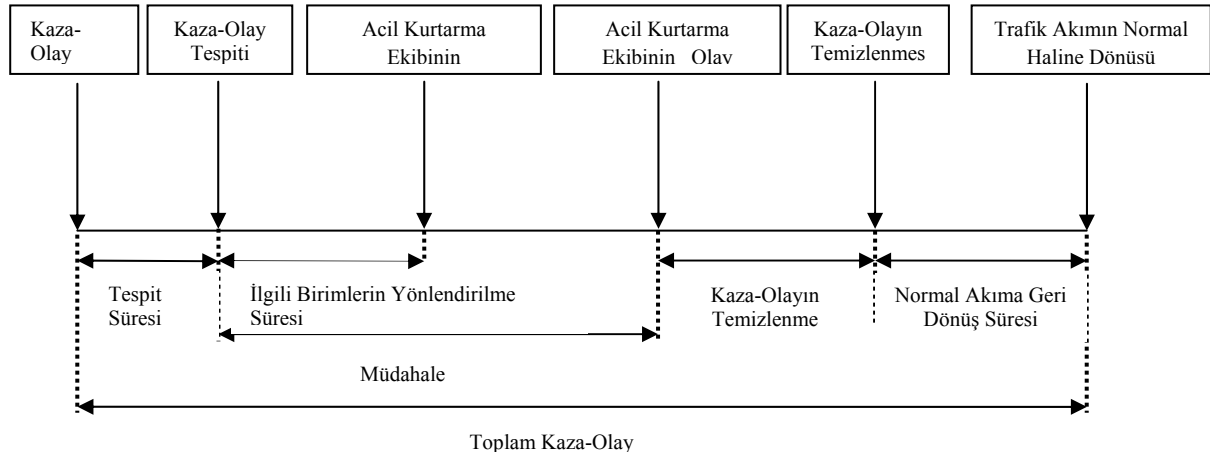 Kaza-
Olay
Kaza-Olay
Tespiti
Acil Kurtarma
Ekibinin
Acil Kurtarma
Ekibinin Olay
Kaza-Olayın
Temizlenmes
Trafik Akımın Normal
Haline Dönüsü
Tespit
Süresi
İlgili Birimlerin Yönlendirilme
Süresi
Kaza-Olayın
Temizlenme
Normal Akıma Geri
Dönüş Süresi
Müdahale
Toplam Kaza-Olay